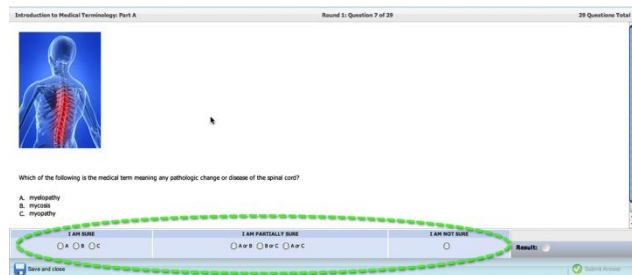 Introduction to Medical Terminology: Part A
Round 1: Question 7 of 29
29 Questions Total
Which of the following is the medical term meaning any pathologic change or disease of the spinal cord?
A. myelopathy
B. mycosis
C. myopathy
I AM SURE
I AM PARTIALLY SURE
I AM NOT SURE
A B C
A or B B or C A or C
Result:
Save and close
Submit Answer